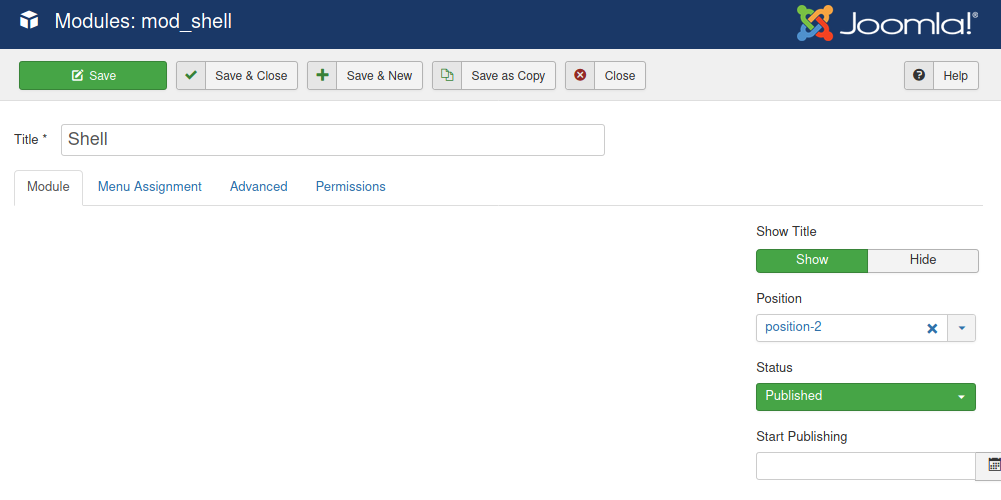 Modules: mod_shell
Joomla!®
Save
Save & Close
Save & New
Save as Copy
Close
Help
Title *
Shell
Module
Menu Assignment
Advanced
Permissions
Show Title
Show
Hide
Position
position-2
Status
Published
Start Publishing